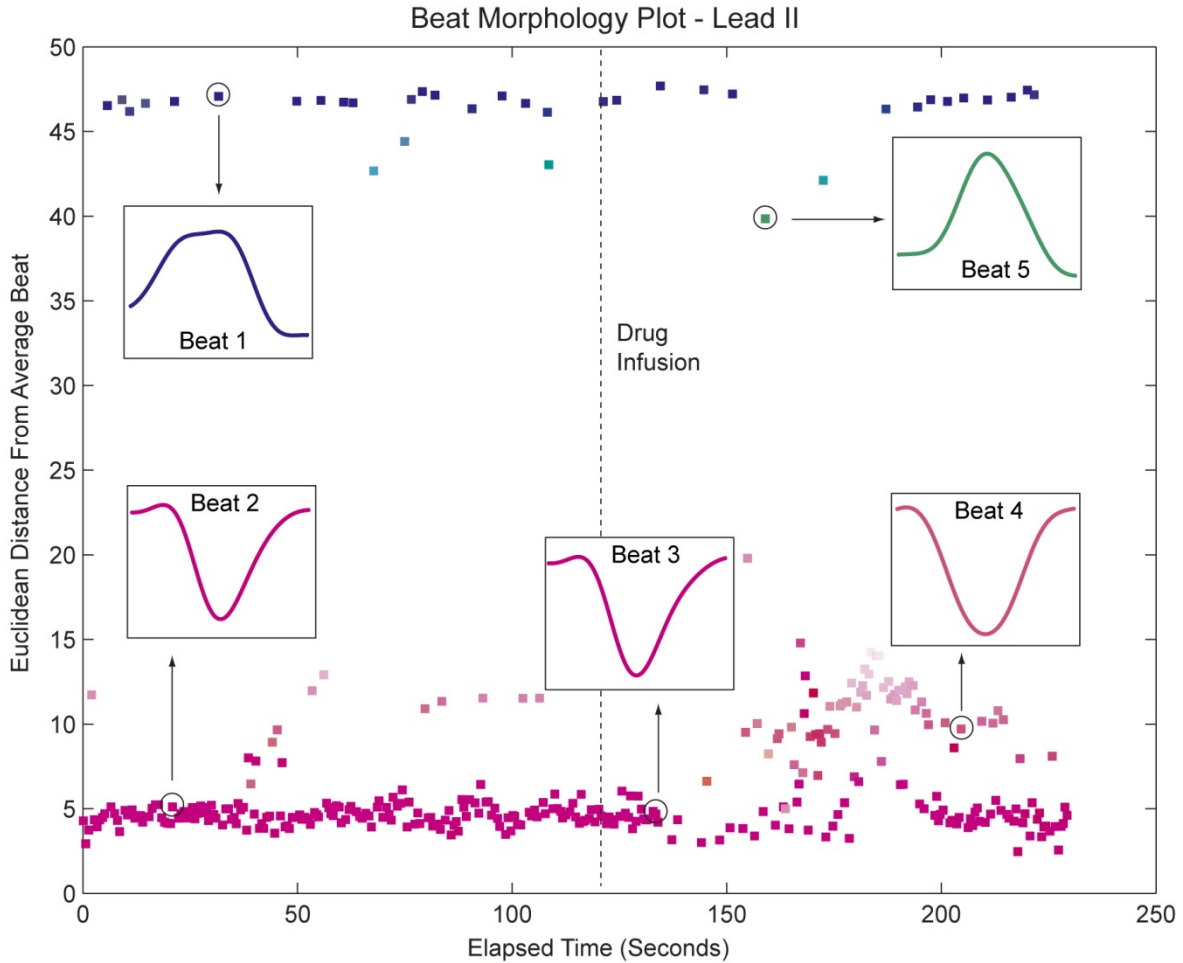 Beat Morphology Plot - Lead II
50
45
40
35
30
25
20
15
10
5
0
Euclidean Distance From Average Beat
Beat 1
Beat 5
Drug
Infusion
Beat 2
Beat 3
Beat 4
0
50
100
150
200
250
Elapsed Time (Seconds)